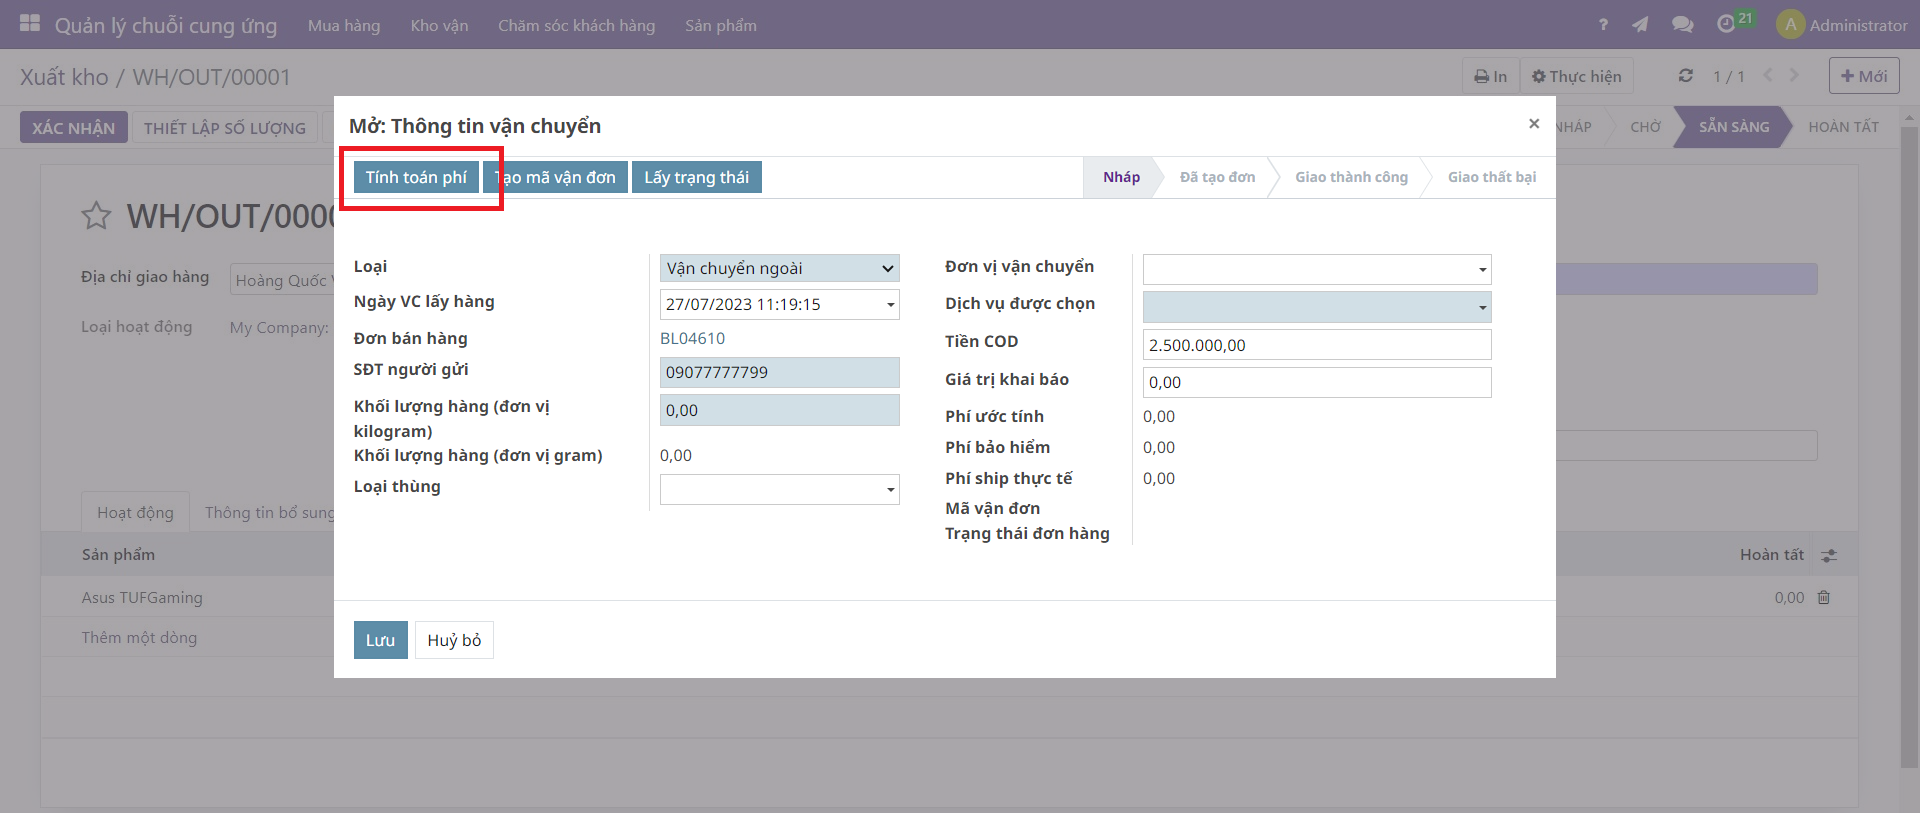 Quản lý chuỗi cung ứng Mua hàng Kho vận Chăm sóc khách hàng Sản phẩm ? 21 A Administrator
Xuất kho / WH/OUT/00001 In Thực hiện 1 / 1 + Mới
XÁC NHẬN THIẾT LẬP SỐ LƯỢNG NHÁP CHỜ SẴN SÀNG HOÀN TẤT
Mở: Thông tin vận chuyển ×
Tính toán phí Tạo mã vận đơn Lấy trạng thái Nháp Đã tạo đơn Giao thành công Giao thất bại
WH/OUT/000
Địa chỉ giao hàng Hoàng Quốc
Loại hoạt động My Company:
Loại Vận chuyển ngoài
Ngày VC lấy hàng 27/07/2023 11:19:15
Đơn bán hàng BL04610
SĐT người gửi 09077777799
Khối lượng hàng (đơn vị
kilogram) 0,00
Khối lượng hàng (đơn vị gram) 0,00
Loại thùng
Đơn vị vận chuyển
Dịch vụ được chọn
Tiền COD 2.500.000,00
Giá trị khai báo 0,00
Phí ước tính 0,00
Phí bảo hiểm 0,00
Phí ship thực tế 0,00
Mã vận đơn
Trạng thái đơn hàng
Lưu Huỷ bỏ
Hoạt động Thông tin bổ sung
Sản phẩm Hoàn tất
Asus TUFGaming 0,00
Thêm một dòng